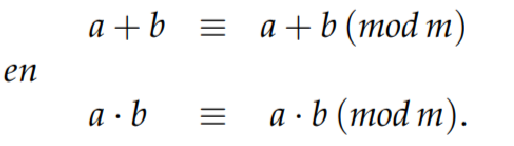 a + b ≡ a + b (mod m)
en
a · b ≡ a · b (mod m).